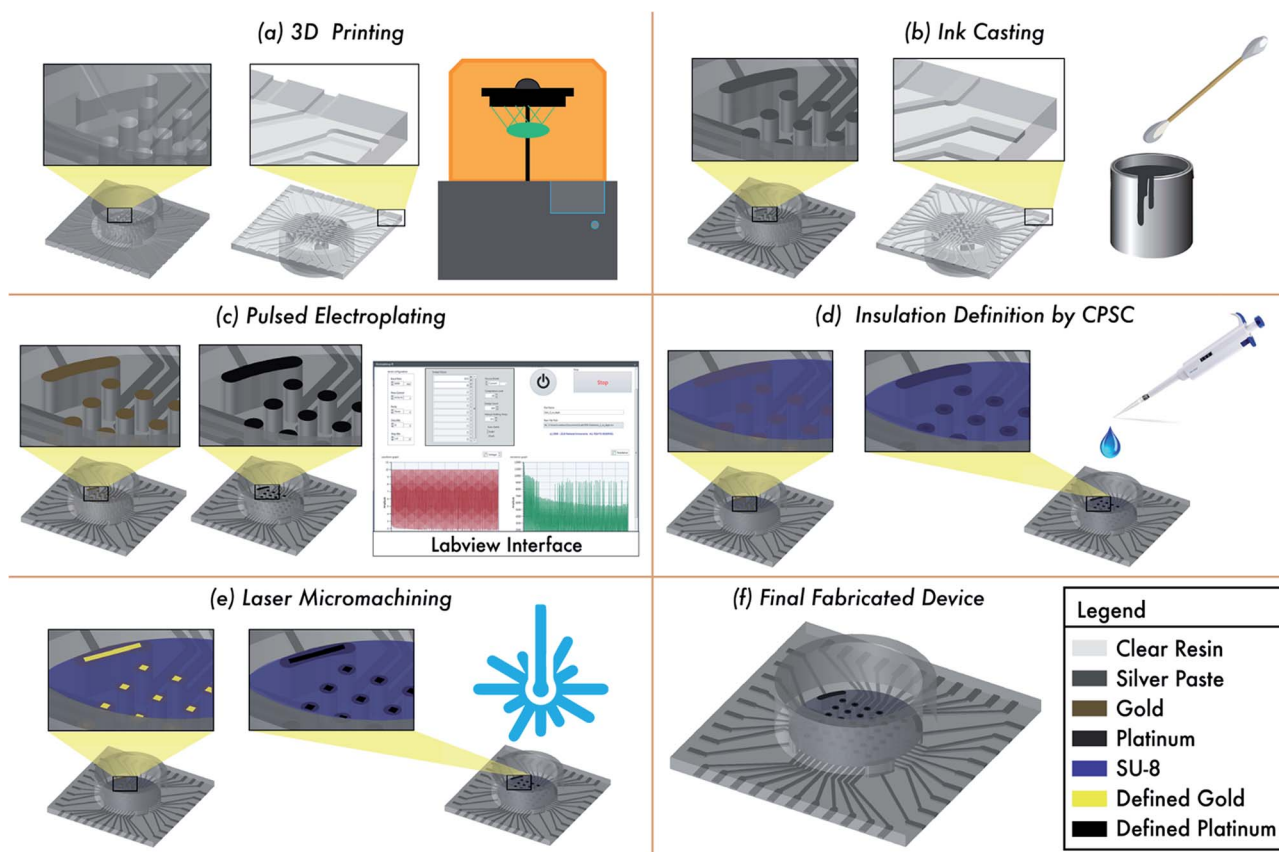 (a) 3D Printing
(b) Ink Casting
(c) Pulsed Electroplating
Stop
Labview Interface
(d) Insulation Definition by CPSC
(e) Laser Micromachining
(f) Final Fabricated Device
Legend
Clear Resin
Silver Paste
Gold
Platinum
SU-8
Defined Gold
Defined Platinum